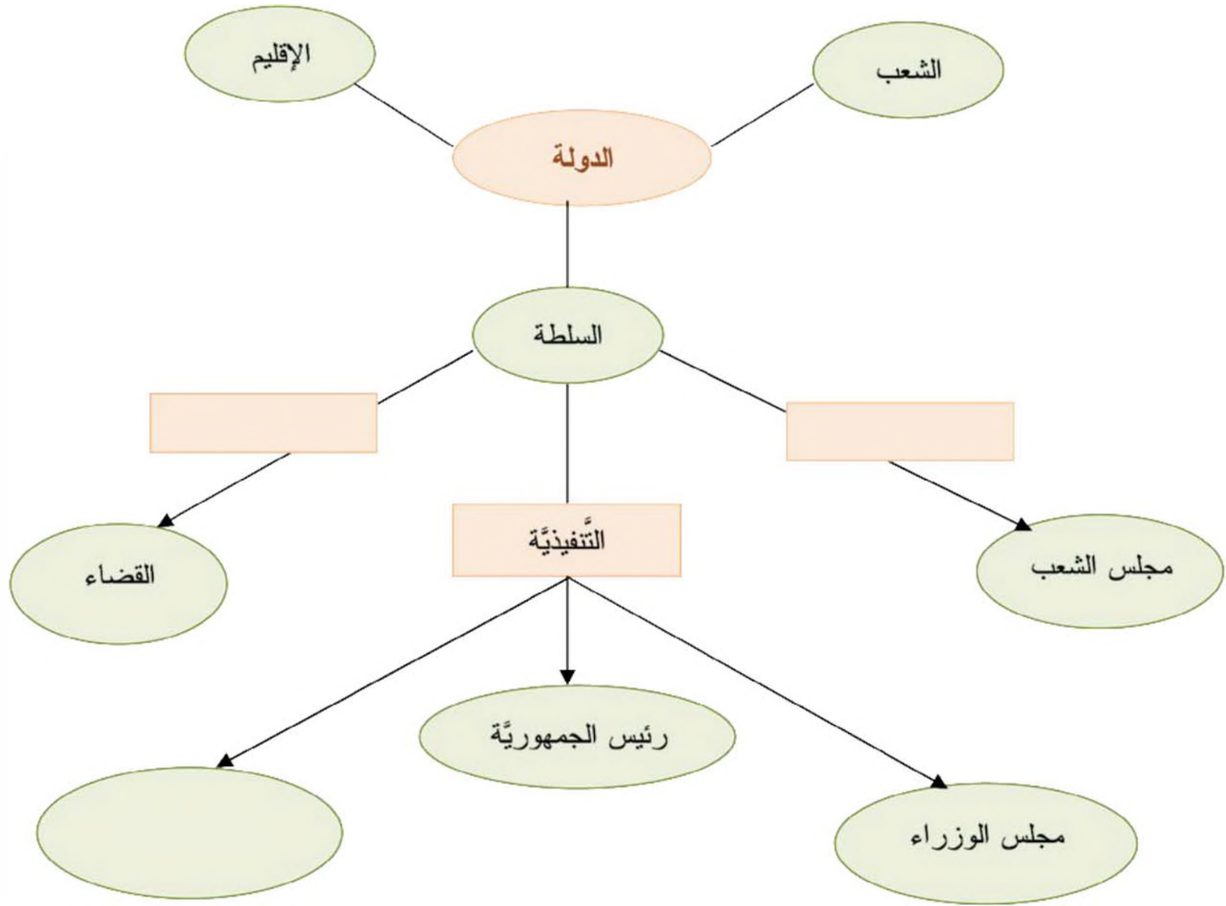 الشعب
الإقليم
الدولة
السلطة
التَّنفيذيَّة
مجلس الشعب
القضاء
رئيس الجمهوريَّة
مجلس الوزراء